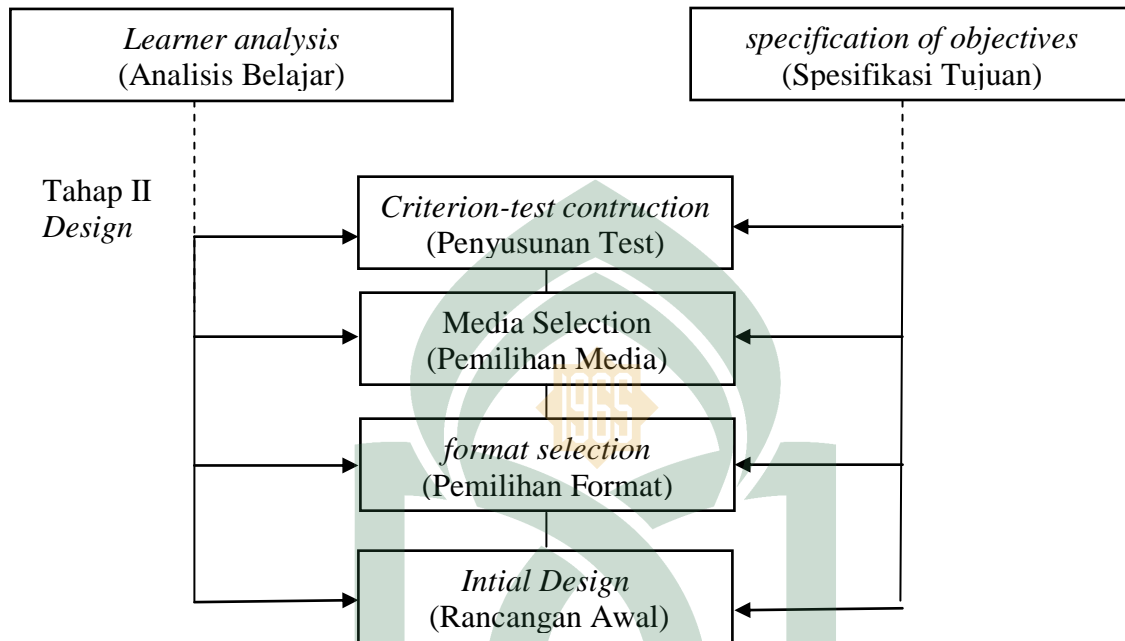 Learner analysis
(Analisis Belajar)
specification of objectives
(Spesifikasi Tujuan)
Tahap II
Design
Criterion-test contruction
(Penyusunan Test)
Media Selection
(Pemilihan Media)
1965
format selection
(Pemilihan Format)
Intial Design
(Rancangan Awal)